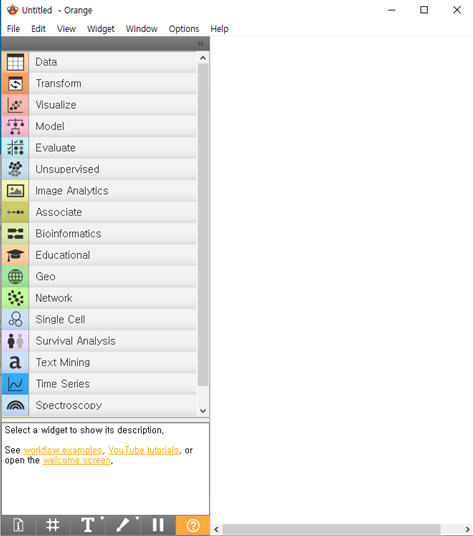 Untitled - Orange
File Edit View Widget Window Options Help
Data
Transform
Visualize
Model
Evaluate
Unsupervised
Image Analytics
Associate
Bioinformatics
Educational
Geo
Network
Single Cell
Survival Analysis
a Text Mining
Time Series
Spectroscopy
Select a widget to show its description.
See workflow examples, YouTube tutorials, or
open the welcome screen.
T
?